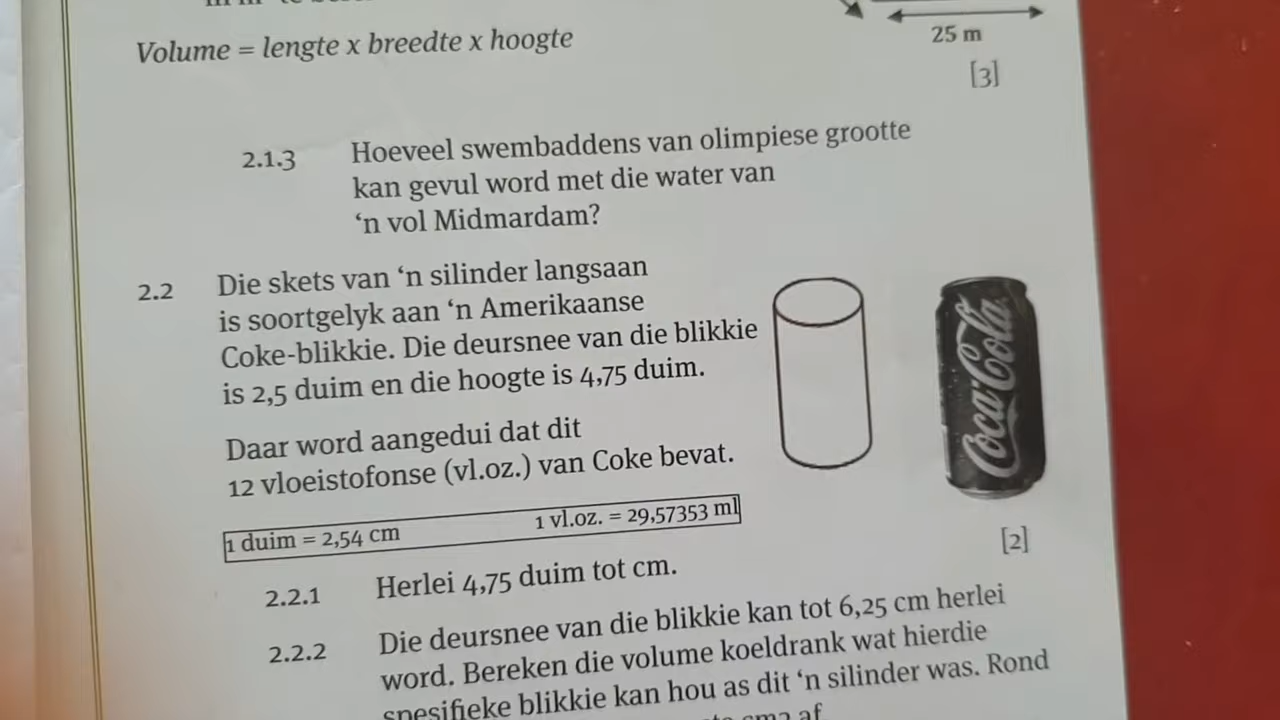 Volume = lengte x breedte x hoogte
25 m
[3]
2.1.3 Hoeveel swembaddens van olimpiese grootte
kan gevul word met die water van
‘n vol Midmardam?
2.2 Die skets van ‘n silinder langsaan
is soortgelyk aan ‘n Amerikaanse
Coke-blikkie. Die deursnee van die blikkie
is 2,5 duim en die hoogte is 4,75 duim.
Coca-Cola
Daar word aangedui dat dit
12 vloeistofonse (vl.oz.) van Coke bevat.
1 duim = 2,54 cm 1 vl.oz. = 29,57353 ml
[2]
2.2.1 Herlei 4,75 duim tot cm.
2.2.2 Die deursnee van die blikkie kan tot 6,25 cm herlei
word. Bereken die volume koeldrank wat hierdie
spesifieke blikkie kan hou as dit ‘n silinder was. Rond
af